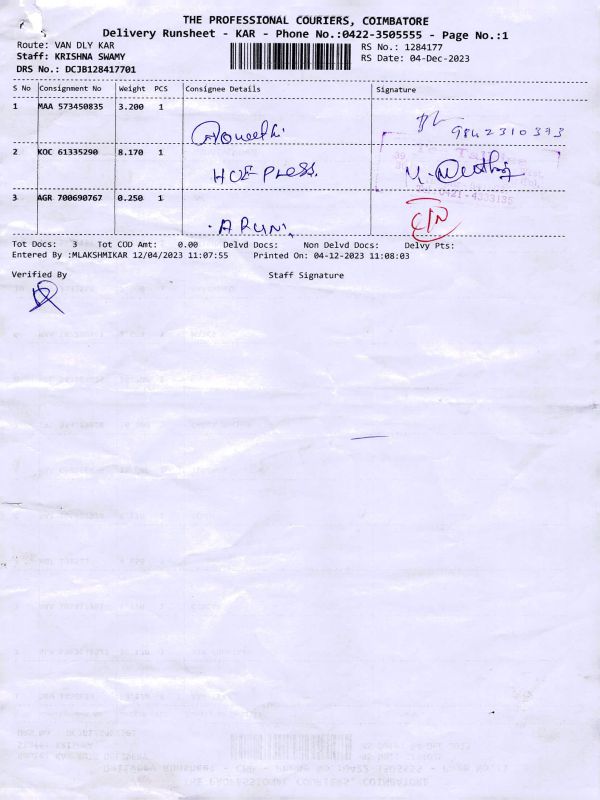 THE PROFESSIONAL COURIERS, COIMBATORE
Delivery Runsheet - KAR - Phone No.:0422-3505555 - Page No.:1
Route: VAN DLY KAR
RS No.: 1284177
Staff: KRISHNA SWAMY
RS Date: 04-Dec-2023
DRS No.: DCJB128417701
S No Consignment No Weight PCS Consignee Details Signature
1 MAA 573450835 3.200 1
9842310393
2 KOC 61335290 8.170 1
HOE PRESS.
0421-4333135
3 AGR 700690767 0.250 1
ARUN
Tot Docs: 3 Tot COD Amt: 0.00 Delvd Docs: Non Delvd Docs: Delvy Pts:
Entered By :MLAKSHMIKAR 12/04/2023 11:07:55 Printed On: 04-12-2023 11:08:03
Verified By Staff Signature